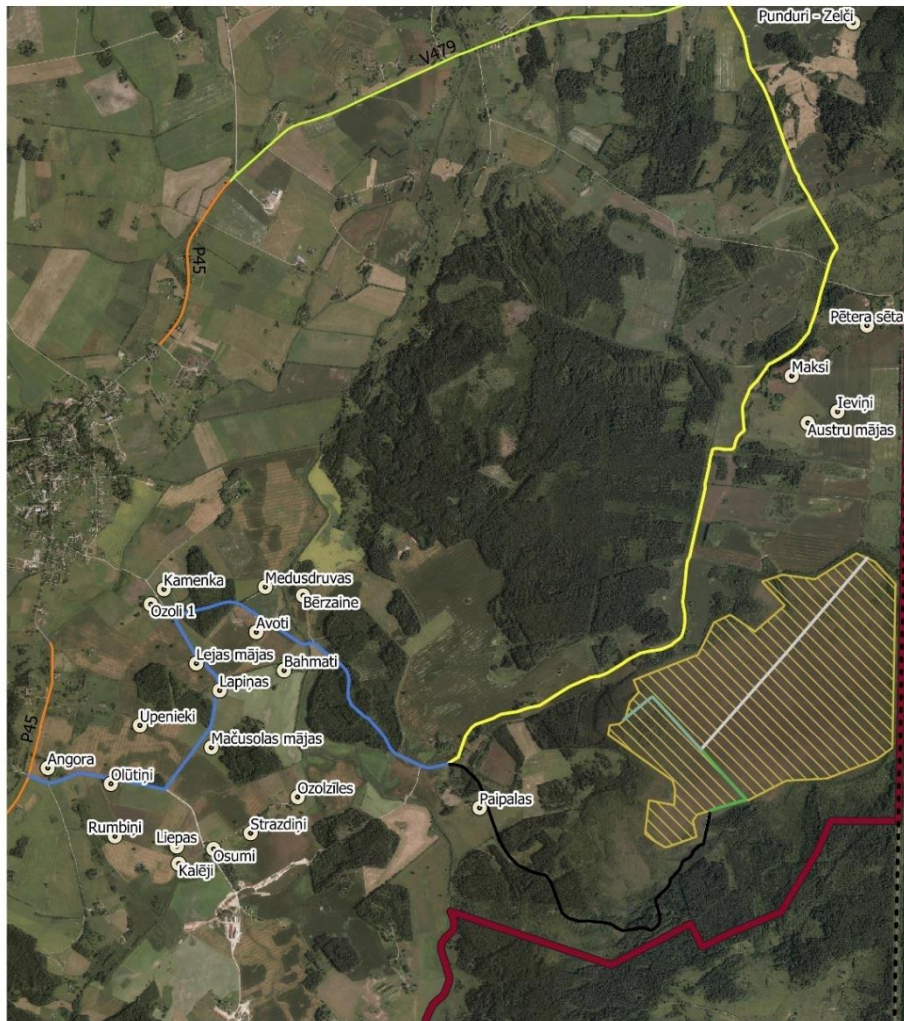 Punduri - Zelči
V479
P45
Pētera sēta
Maksi
Ieviņi
Austru mājas
Kamenka
Medusdruvas
Ozoli 1
Bērzaine
Avoti
Lejas mājas
Bahmati
Lapiņas
Upenieki
P45
Mačusolas mājas
Angora
Olūtiņi
Ozolzīles
Paipalas
Rumbiņi
Liepas
Strazdiņi
Osumi
Kalēji